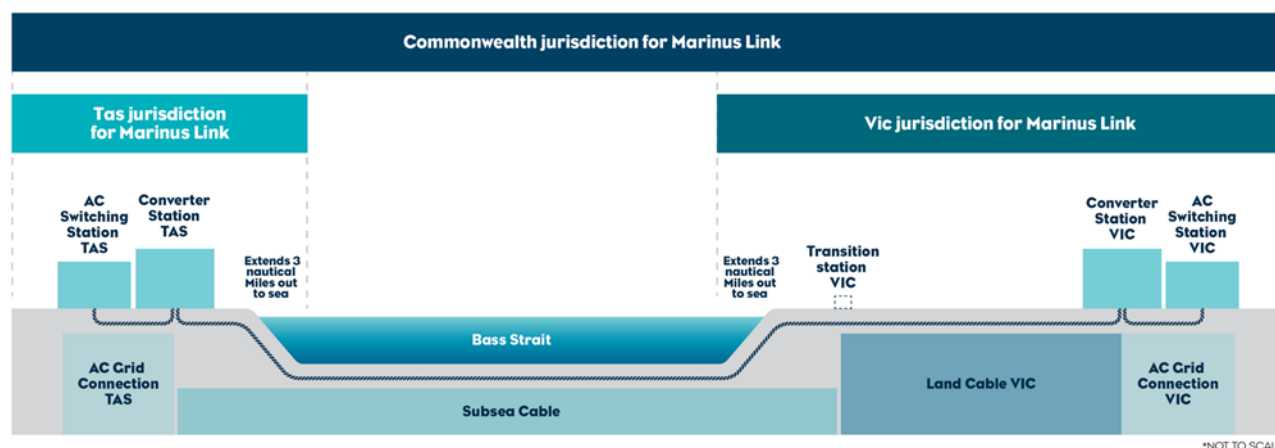 Commonwealth jurisdiction for Marinus Link
Tas jurisdiction
for Marinus Link
Vic jurisdiction for Marinus Link
AC
Switching
Station
TAS
Converter
Station
TAS
Extends 3
nautical
Miles out
to sea
Extends 3
nautical
Miles out
to sea
Transition
station
VIC
Converter
Station
VIC
AC
Switching
Station
VIC
Bass Strait
AC Grid
Connection
TAS
Subsea Cable
Land Cable VIC
AC Grid
Connection
VIC
*NOT TO SCAL